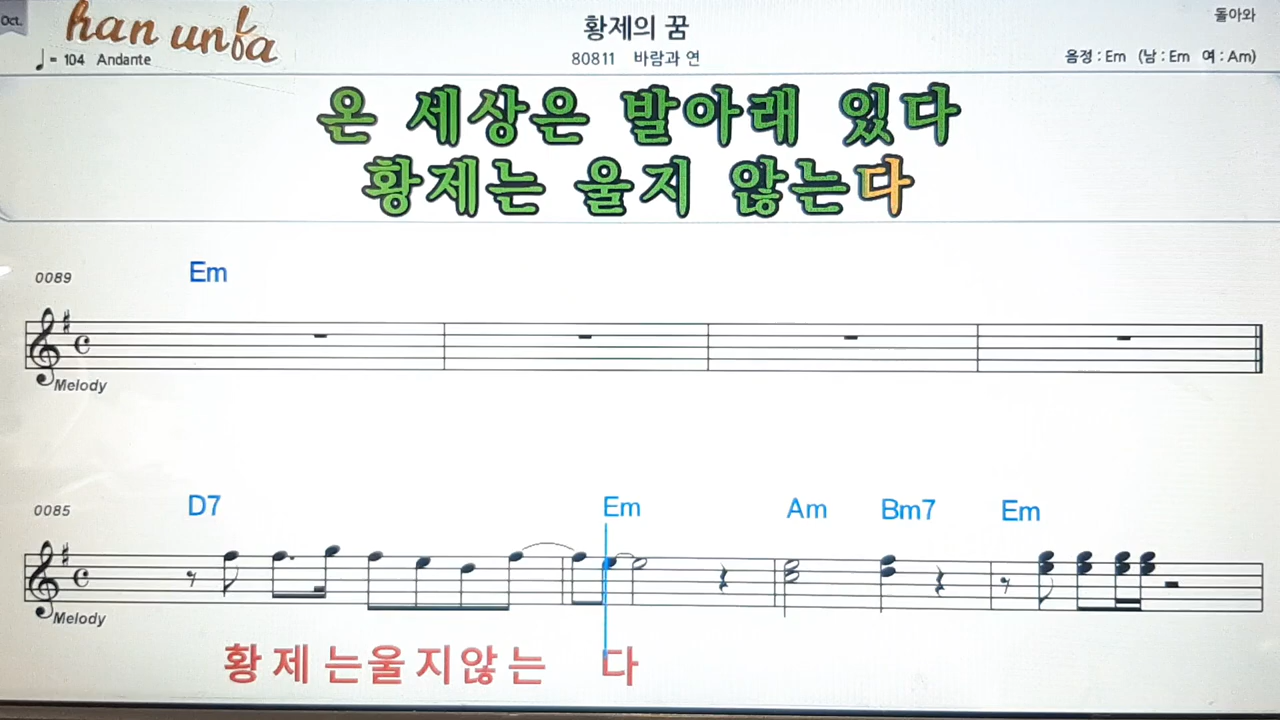 Oct.
han unfa
황제의 꿈
돌아와
♩= 104 Andante
80811 바람과 연
음정 : Em (남 : Em 여 : Am)
온 세상은 발아래 있다
황제는 울지 않는다
0089 Em
Melody
0085 D7 Em Am Bm7 Em
Melody
황 제 는울 지않 는 다